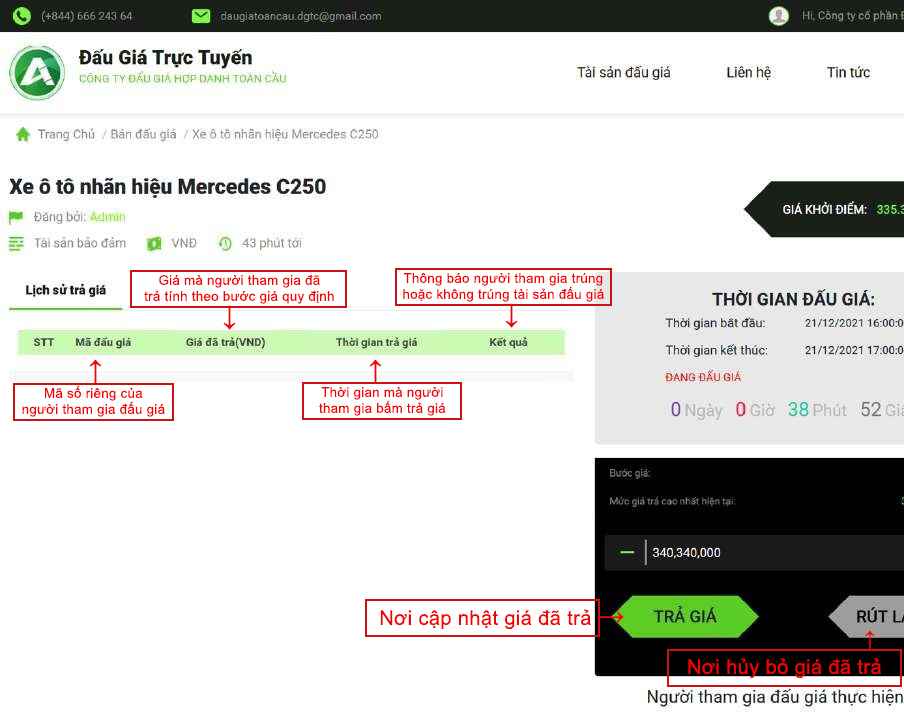 (+844) 666 243 64
daugiatoancau.dgtc@gmail.com
Hi, Công ty cổ phần
Đấu Giá Trực Tuyến
CÔNG TY ĐẤU GIÁ HỢP DANH TOÀN CẦU
Tài sản đấu giá
Liên hệ
Tin tức
Trang Chủ / Bán đấu giá / Xe ô tô nhãn hiệu Mercedes C250
Xe ô tô nhãn hiệu Mercedes C250
Đăng bởi: Admin
Tài sản bảo đảm
VNĐ
43 phút tới
GIÁ KHỞI ĐIỂM: 335.3
Lịch sử trả giá
Giá mà người tham gia đã
trả tính theo bước giá quy định
Thông báo người tham gia trúng
hoặc không trúng tài sản đấu giá
STT
Mã đấu giá
Giá đã trả(VND)
Thời gian trả giá
Kết quả
Mã số riêng của
người tham gia đấu giá
Thời gian mà người
tham gia bấm trả giá
THỜI GIAN ĐẤU GIÁ:
Thời gian bắt đầu: 21/12/2021 16:00:0
Thời gian kết thúc: 21/12/2021 17:00:0
ĐANG ĐẤU GIÁ
0 Ngày 0 Giờ 38 Phút 52 Giâ
Bước giá:
Mức giá trả cao nhất hiện tại:
340,340,000
Nơi cập nhật giá đã trả
TRẢ GIÁ
RÚT LẠ
Nơi hủy bỏ giá đã trả
Người tham gia đấu giá thực hiện